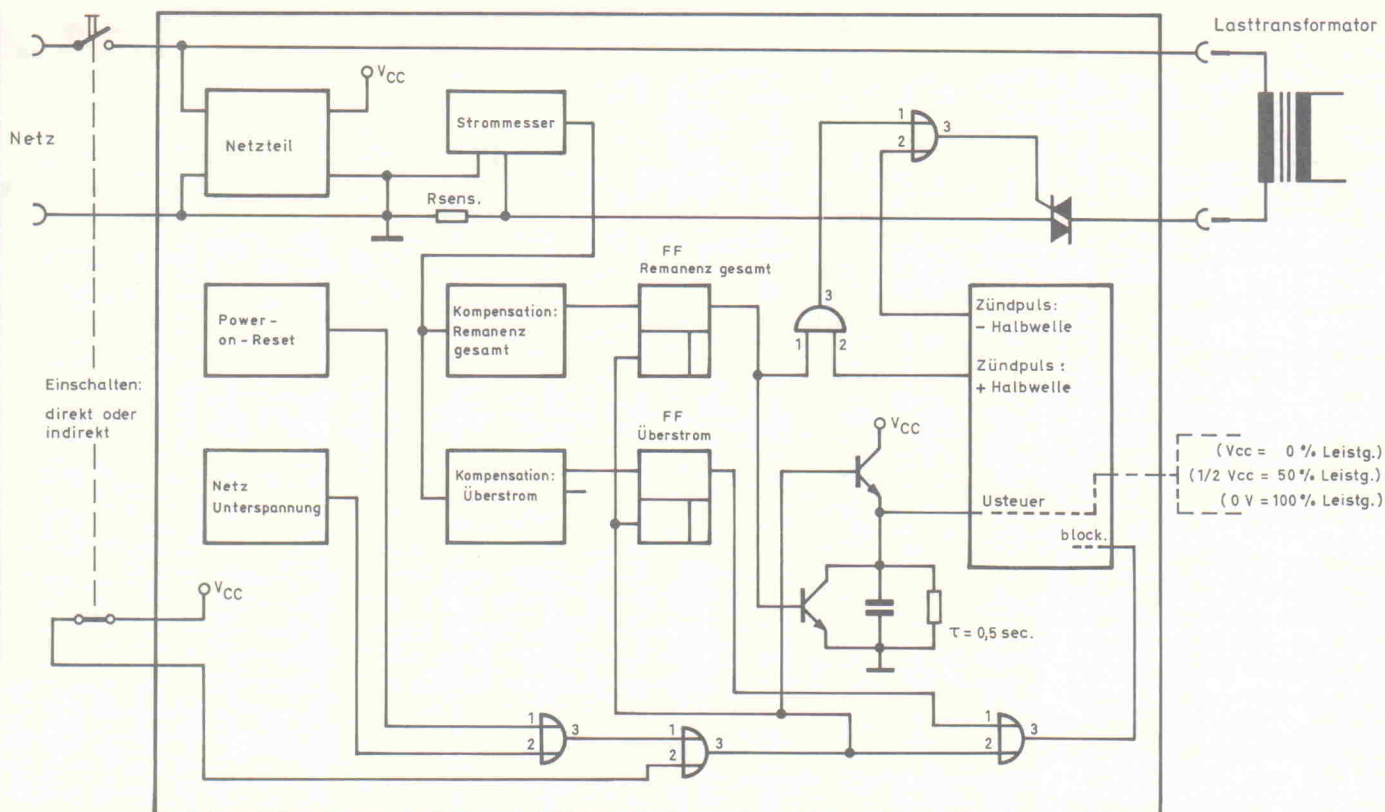 Lasttransformator
Netz
VCC
Netzteil
Strommesser
Rsens.
1
2
3
FF
Remanenz gesamt
Power-
on-Reset
Kompensation:
Remanenz
gesamt
3
1
2
Zündpuls:
- Halbwelle
Zündpuls:
+ Halbwelle
Einschalten:
direkt oder
indirekt
FF
Überstrom
VCC
Netz
Unterspannung
Kompensation:
Überstrom
Usteuer
block.
(Vcc = 0 % Leistg.)
(1/2 Vcc = 50 % Leistg.)
(0 V = 100 % Leistg.)
VCC
τ = 0,5 sec.
1
2
3
1
2
3
1
2
3